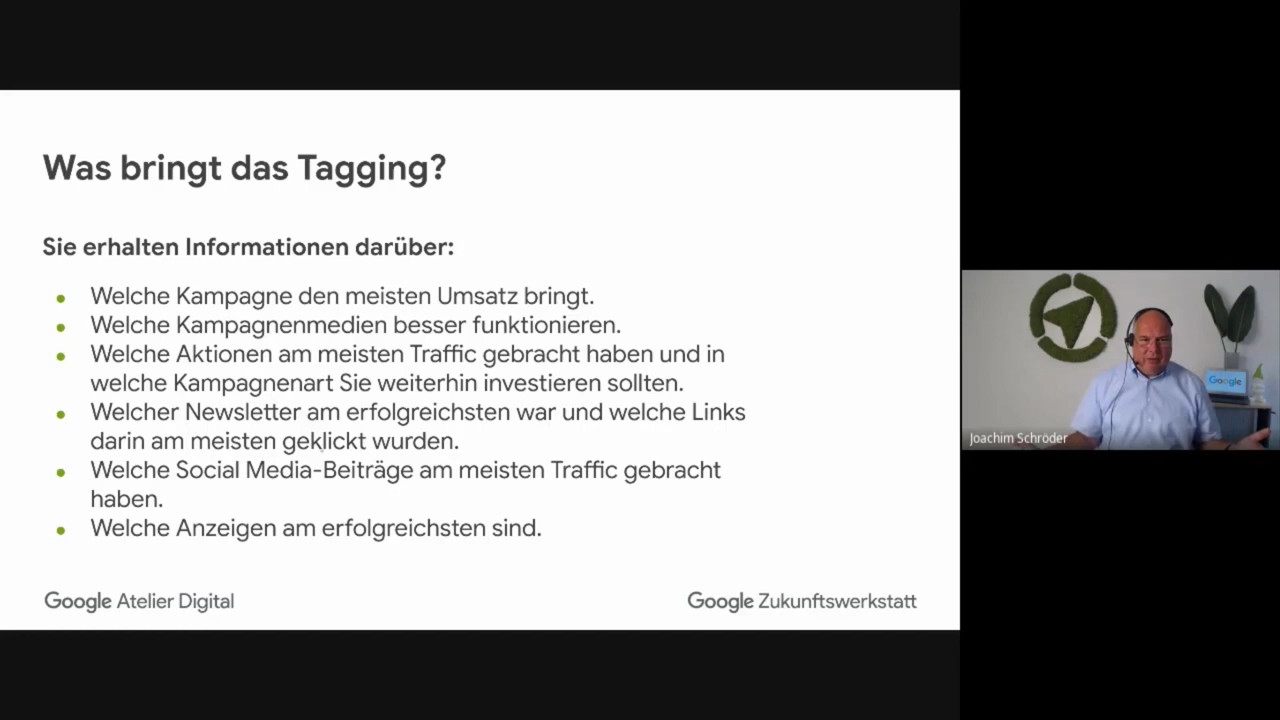 Was bringt das Tagging?
Sie erhalten Informationen darüber:
Welche Kampagne den meisten Umsatz bringt.
Welche Kampagnenmedien besser funktionieren.
Welche Aktionen am meisten Traffic gebracht haben und in
welche Kampagnenart Sie weiterhin investieren sollten.
Welcher Newsletter am erfolgreichsten war und welche Links
darin am meisten geklickt wurden.
Welche Social Media-Beiträge am meisten Traffic gebracht
haben.
Welche Anzeigen am erfolgreichsten sind.
Google Atelier Digital
Google Zukunftswerkstatt
Google
Joachim Schröder